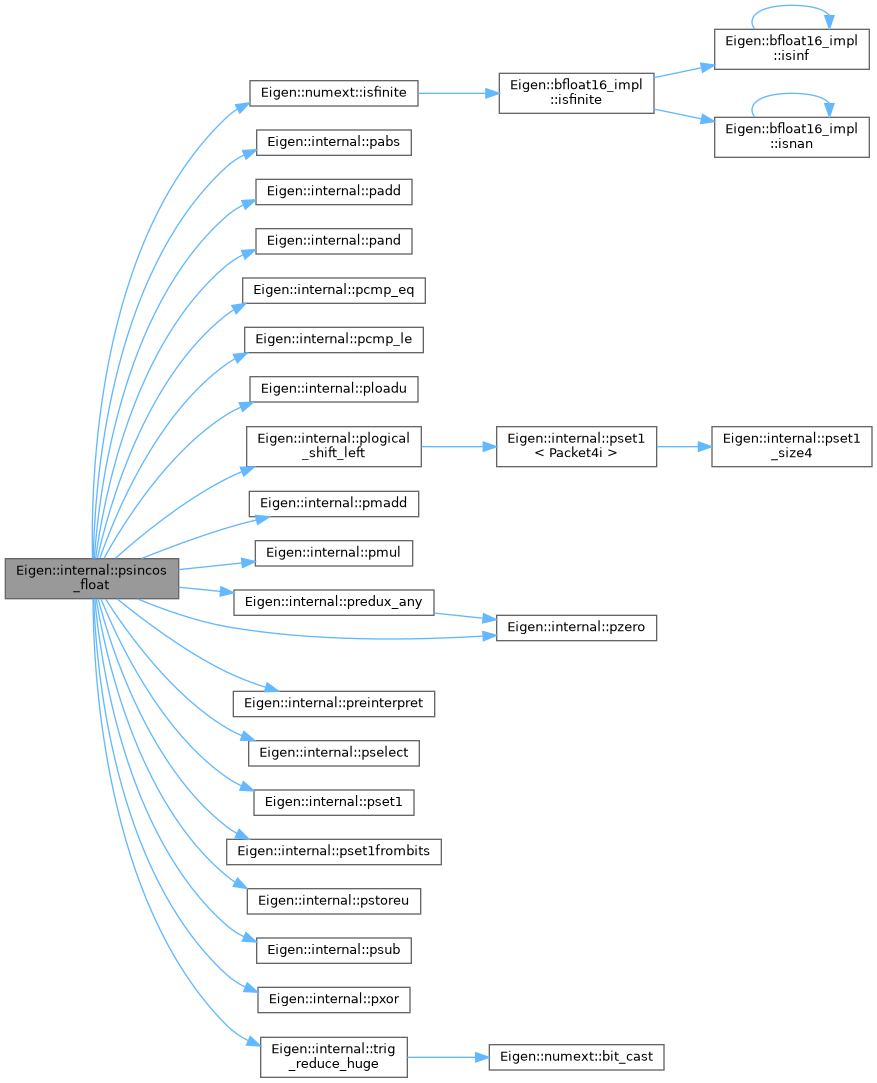 Eigen::bfloat16_impl
::isinf
Eigen::numext::isfinite
Eigen::bfloat16_impl
::isfinite
Eigen::bfloat16_impl
::isnan
Eigen::internal::pabs
Eigen::internal::padd
Eigen::internal::pand
Eigen::internal::pcmp_eq
Eigen::internal::pcmp_le
Eigen::internal::ploadu
Eigen::internal::plogical
_shift_left
Eigen::internal::pset1
< Packet4i >
Eigen::internal::pset1
_size4
Eigen::internal::pmadd
Eigen::internal::pmul
Eigen::internal::psincos
_float
Eigen::internal::predux_any
Eigen::internal::pzero
Eigen::internal::preinterpret
Eigen::internal::pselect
Eigen::internal::pset1
Eigen::internal::pset1frombits
Eigen::internal::pstoreu
Eigen::internal::psub
Eigen::internal::pxor
Eigen::internal::trig
_reduce_huge
Eigen::numext::bit_cast